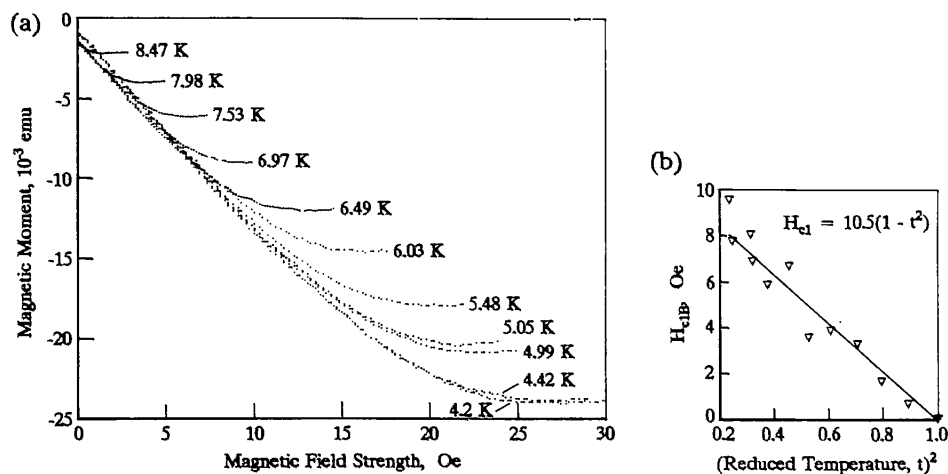 (a)
0
-5
-10
-15
-20
-25
Magnetic Moment, 10⁻³ emu
8.47 K
7.98 K
7.53 K
6.97 K
6.49 K
6.03 K
5.48 K
5.05 K
4.99 K
4.42 K
4.2 K
0 5 10 15 20 25 30
Magnetic Field Strength, Oe
(b)
10
8
6
4
2
0
H_c1B, Oe
H_c1 = 10.5(1 - t²)
0.2 0.4 0.6 0.8 1.0
(Reduced Temperature, t)²